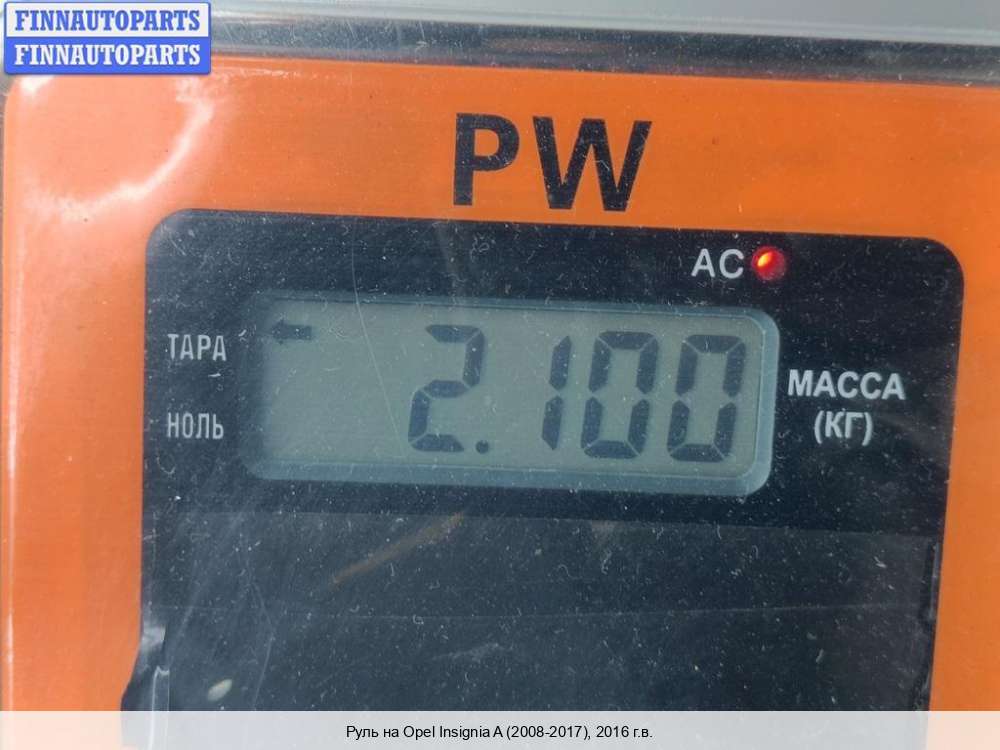 FINNAUTOPARTS
FINNAUTOPARTS
PW
AC
ТАРА
2.100
МАССА
(КГ)
НОЛЬ
Руль на Opel Insignia A (2008-2017), 2016 г.в.